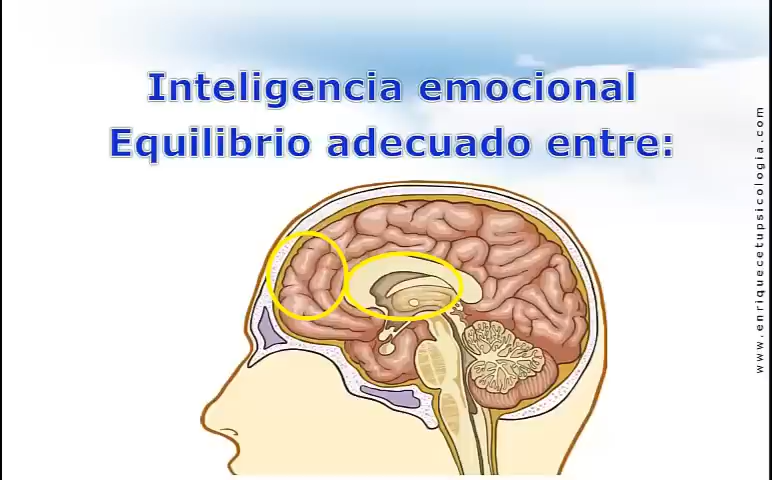 Inteligencia emocional
Equilibrio adecuado entre:
www.enriquecetupsicologia.com